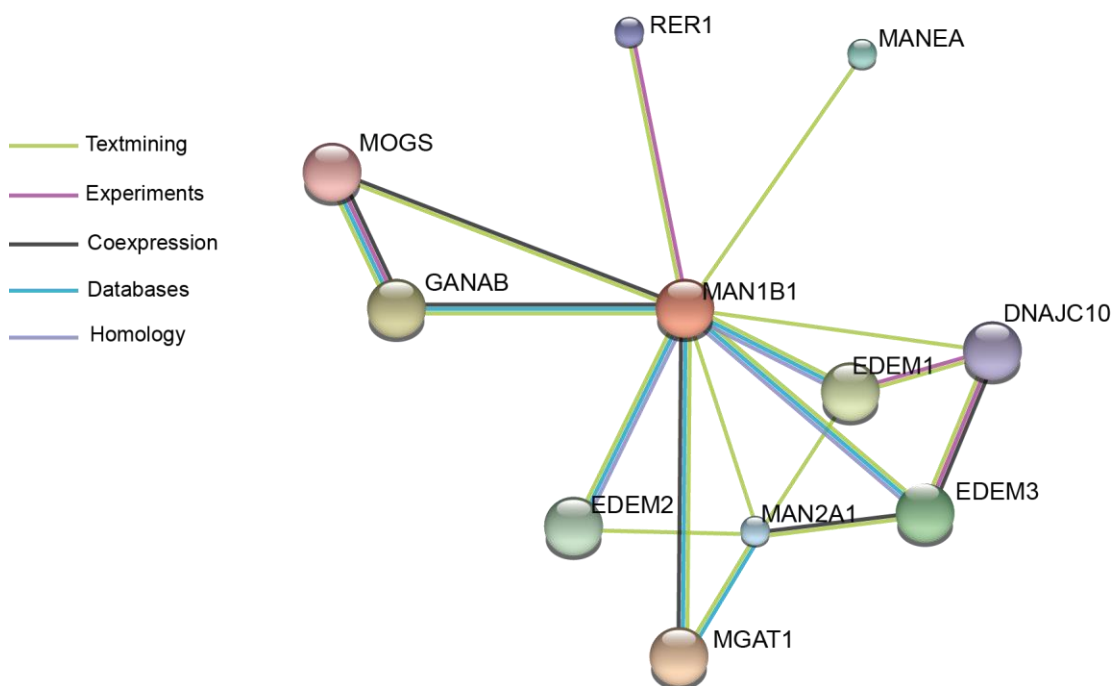 RER1
MANEA
Textmining
MOGS
Experiments
Coexpression
GANAB
MAN1B1
Databases
DNAJC10
Homology
EDEM1
EDEM3
EDEM2
MAN2A1
MGAT1